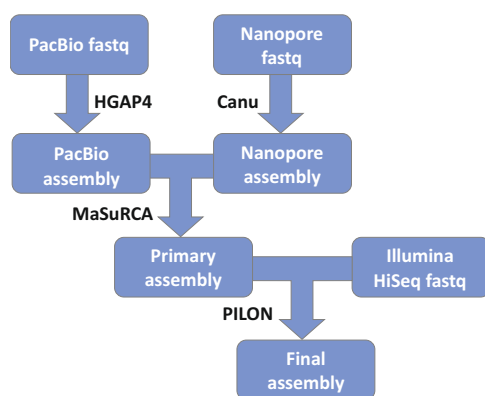 PacBio fastq
Nanopore
fastq
HGAP4
Canu
PacBio
assembly
Nanopore
assembly
MaSuRCA
Primary
assembly
Illumina
HiSeq fastq
PILON
Final
assembly